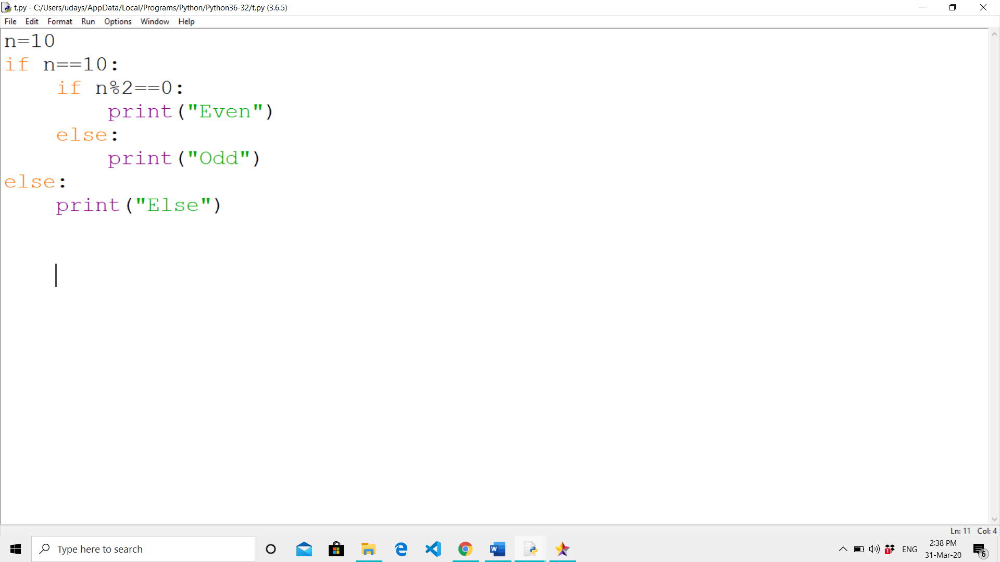 t.py - C:/Users/udays/AppData/Local/Programs/Python/Python36-32/t.py (3.6.5)
File Edit Format Run Options Window Help
n=10
if n==10:
    if n%2==0:
        print("Even")
    else:
        print("Odd")
else:
    print("Else")
Ln: 11 Col: 4
Type here to search
ENG
2:38 PM
31-Mar-20
1
6